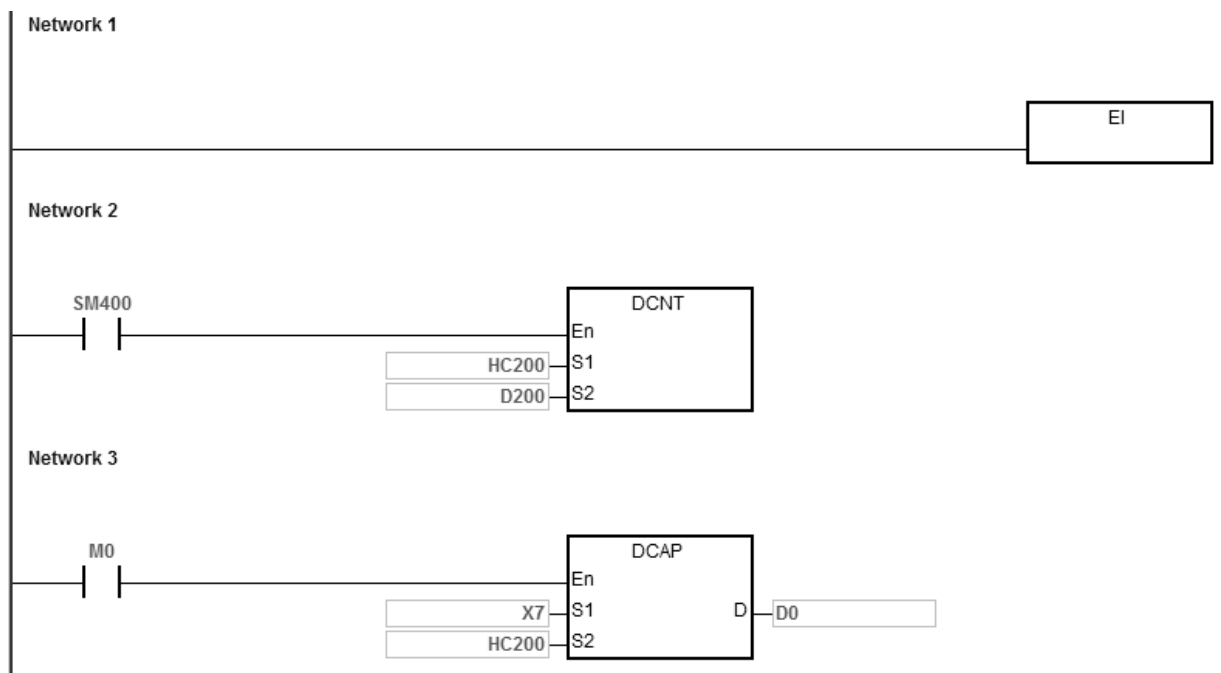 Network 1
EI
Network 2
SM400
DCNT
En
HC200 S1
D200 S2
Network 3
M0
DCAP
En
X7 S1 D D0
HC200 S2